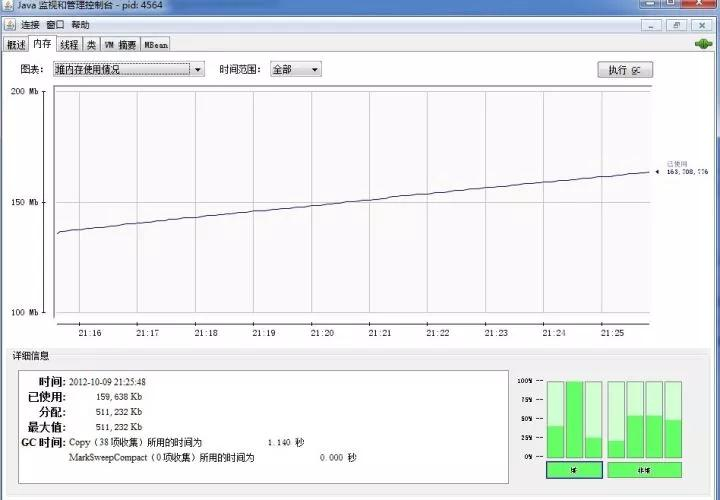 Java 监视和管理控制台 - pid: 4564
连接 窗口 帮助
概述 内存 线程 类 VM 摘要 MBean
图表: 堆内存使用情况 时间范围: 全部 执行 GC
200 Mb
已使用
163,708,776
150 Mb
100 Mb
21:16 21:17 21:18 21:19 21:20 21:21 21:22 21:23 21:24 21:25
详细信息
时间: 2012-10-09 21:25:48
已使用: 159,638 Kb
分配: 511,232 Kb
最大值: 511,232 Kb
GC 时间: Copy (38 项收集) 所用的时间为 1.140 秒
MarkSweepCompact (0 项收集) 所用的时间为 0.000 秒
100% --
75% --
50% --
25% --
0% --
堆 非堆